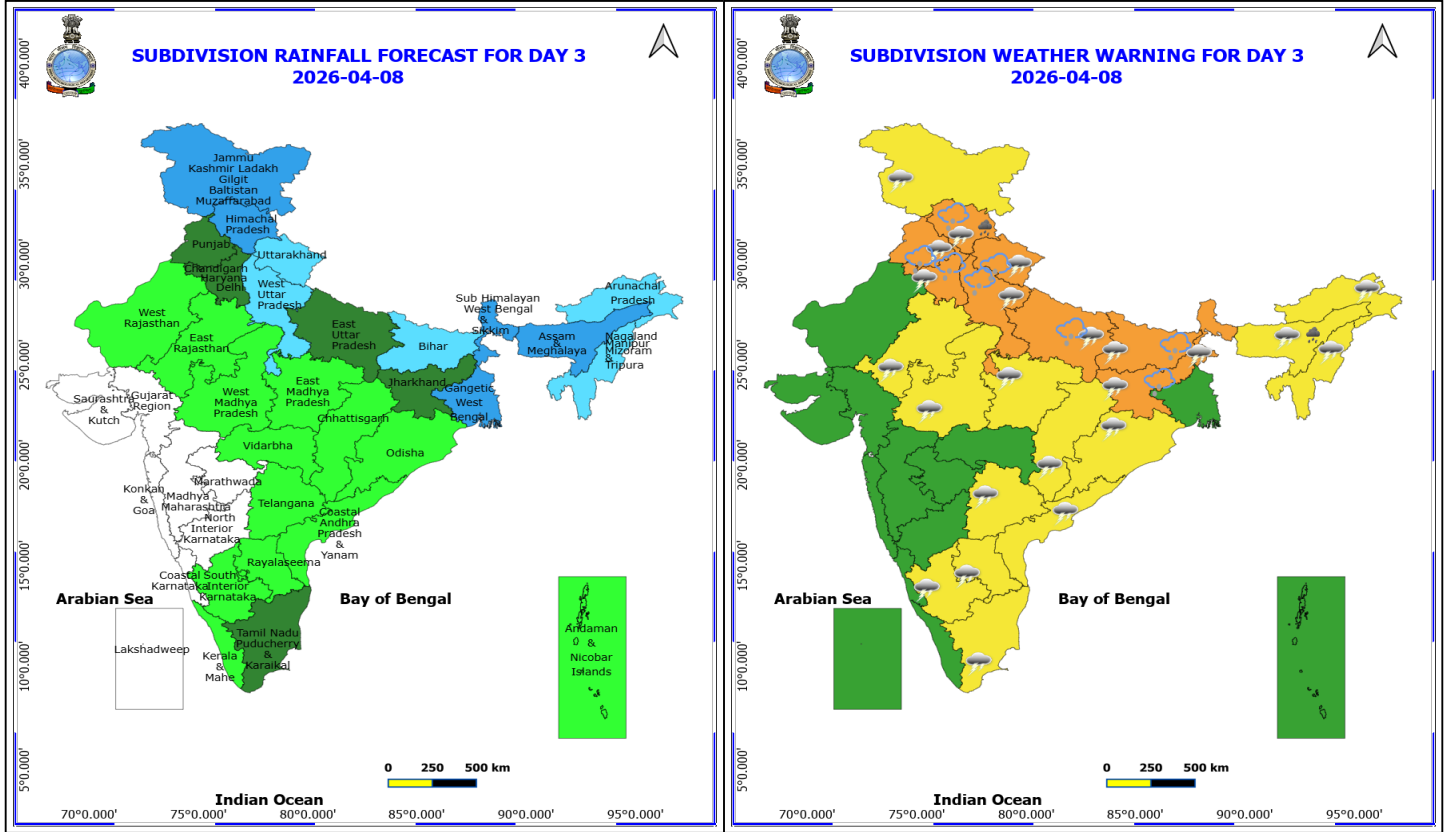 SUBDIVISION RAINFALL FORECAST FOR DAY 3
2026-04-08
40°0.000'
35°0.000'
30°0.000'
25°0.000'
20°0.000'
15°0.000'
10°0.000'
5°0.000'
Jammu
Kashmir Ladakh
Gilgit
Baltistan
Muzaffarabad
Himachal
Pradesh
Punjab
Uttarakhand
Chandigarh
Haryana
Delhi
West
Uttar
Pradesh
Arunachal
Pradesh
Sub Himalayan
West Bengal
&
Sikkim
West
Rajasthan
East
Rajasthan
East
Uttar
Pradesh
Bihar
Assam
&
Meghalaya
Nagaland
Manipur
Mizoram
&
Tripura
Jharkhand
Gangetic
West
Bengal
Saurashtra
&
Kutch
Gujarat
Region
West
Madhya
Pradesh
East
Madhya
Pradesh
Chhattisgarh
Vidarbha
Odisha
Konkan
&
Goa
Marathwada
Madhya
Maharashtra
North
Interior
Karnataka
Telangana
Coastal
Andhra
Pradesh
&
Yanam
Rayalaseema
Coastal
Karnataka
South
Interior
Karnataka
Arabian Sea
Bay of Bengal
Lakshadweep
Kerala
&
Mahe
Tamil Nadu
Puducherry
&
Karaikal
Andaman
&
Nicobar
Islands
0 250 500 km
Indian Ocean
70°0.000' 75°0.000' 80°0.000' 85°0.000' 90°0.000' 95°0.000'
SUBDIVISION WEATHER WARNING FOR DAY 3
2026-04-08
40°0.000'
35°0.000'
30°0.000'
25°0.000'
20°0.000'
15°0.000'
10°0.000'
5°0.000'
Arabian Sea
Bay of Bengal
0 250 500 km
Indian Ocean
70°0.000' 75°0.000' 80°0.000' 85°0.000' 90°0.000' 95°0.000'